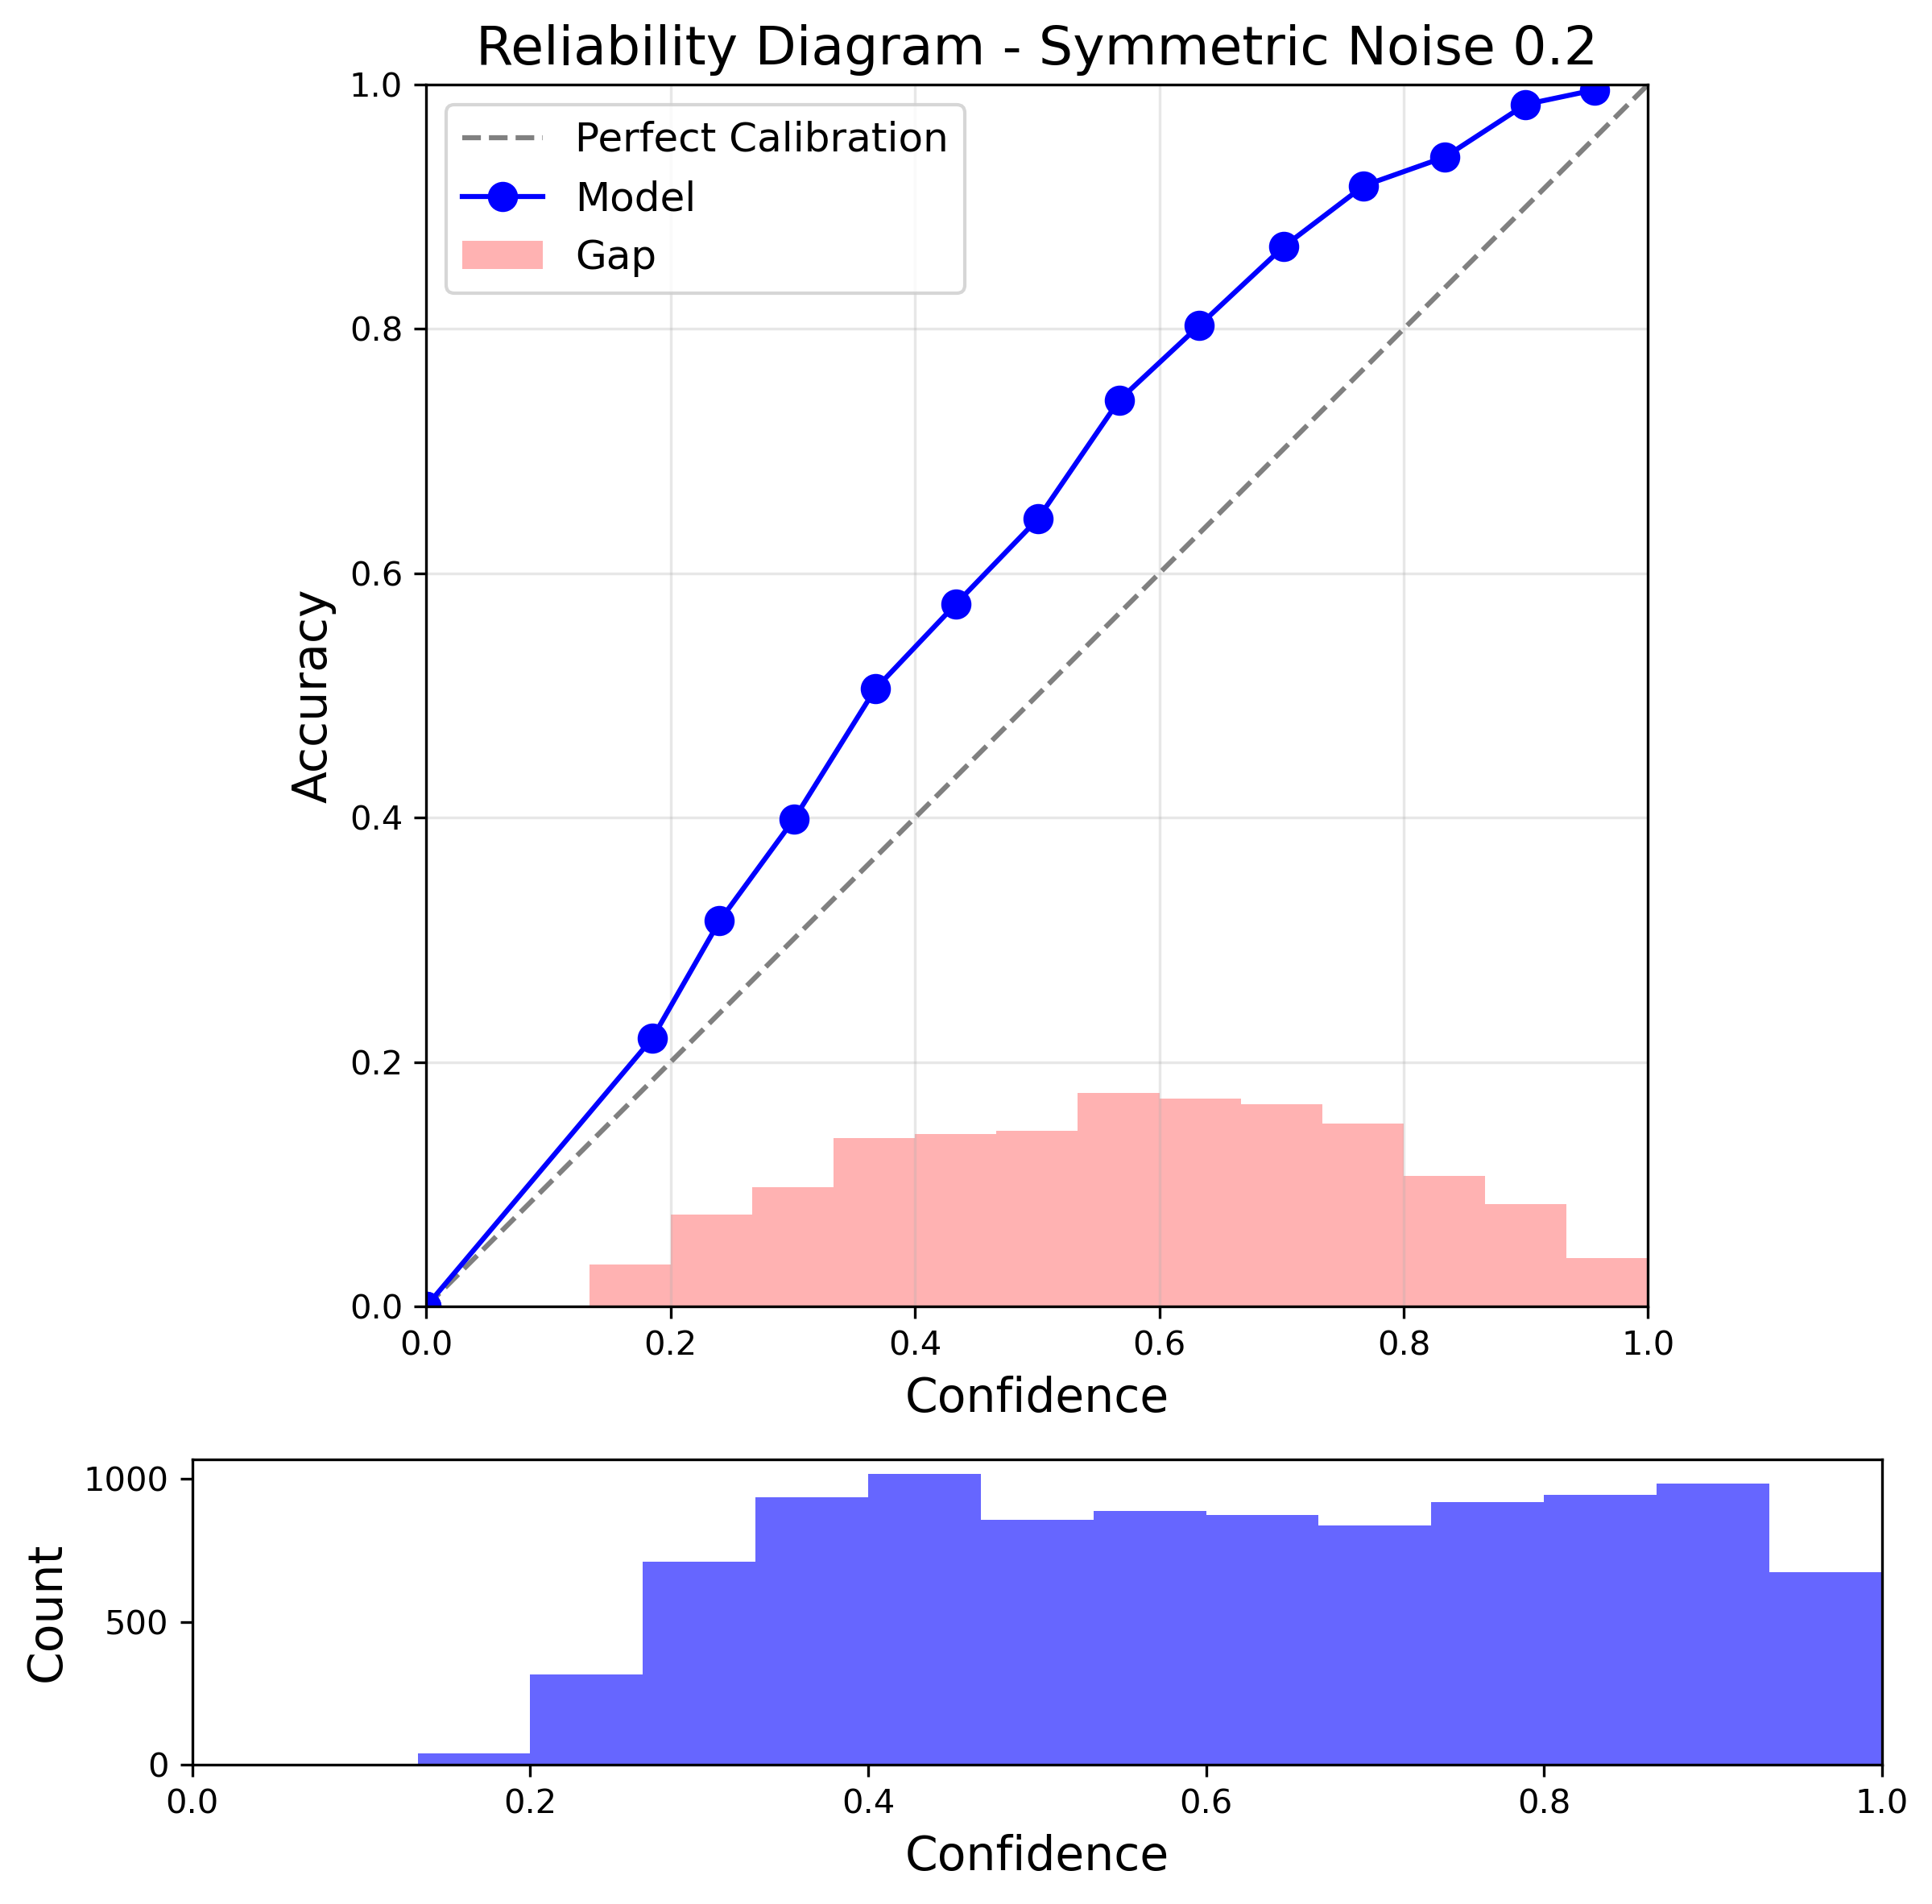 Reliability Diagram - Symmetric Noise 0.2
Perfect Calibration
Model
Gap
Accuracy
1.0
0.8
0.6
0.4
0.2
0.0
0.0 0.2 0.4 0.6 0.8 1.0
Confidence
Count
1000
500
0
0.0 0.2 0.4 0.6 0.8 1.0
Confidence